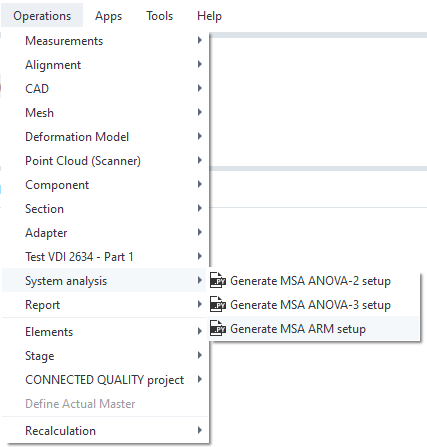 Operations Apps Tools Help
Measurements
Alignment
CAD
Mesh
Deformation Model
Point Cloud (Scanner)
Component
Section
Adapter
Test VDI 2634 - Part 1
System analysis
Generate MSA ANOVA-2 setup
Generate MSA ANOVA-3 setup
Generate MSA ARM setup
Report
Elements
Stage
CONNECTED QUALITY project
Define Actual Master
Recalculation